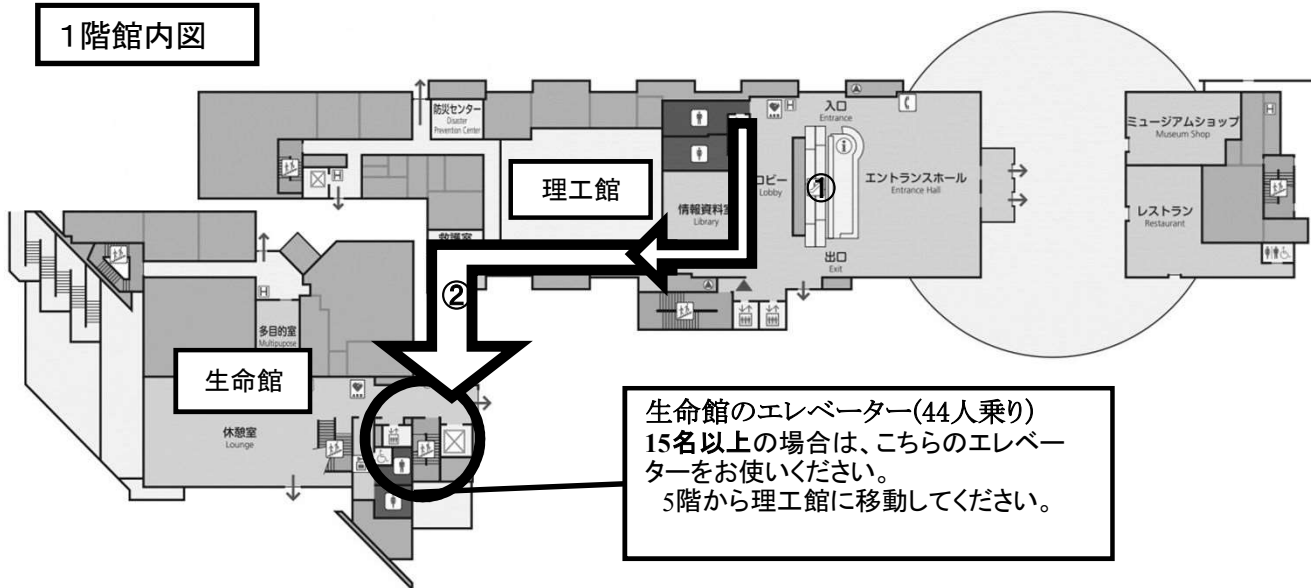 1階館内図
防災センター
Disaster
Prevention Center
入口
Entrance
ミュージアムショップ
Museum Shop
理工館
情報資料室
Library
ロビー
Lobby
①
エントランスホール
Entrance Hall
レストラン
Restaurant
救護室
出口
Exit
②
多目的室
Multipupose
生命館
休憩室
Lounge
生命館のエレベーター(44人乗り)
15名以上の場合は、こちらのエレベー
ターをお使いください。
5階から理工館に移動してください。